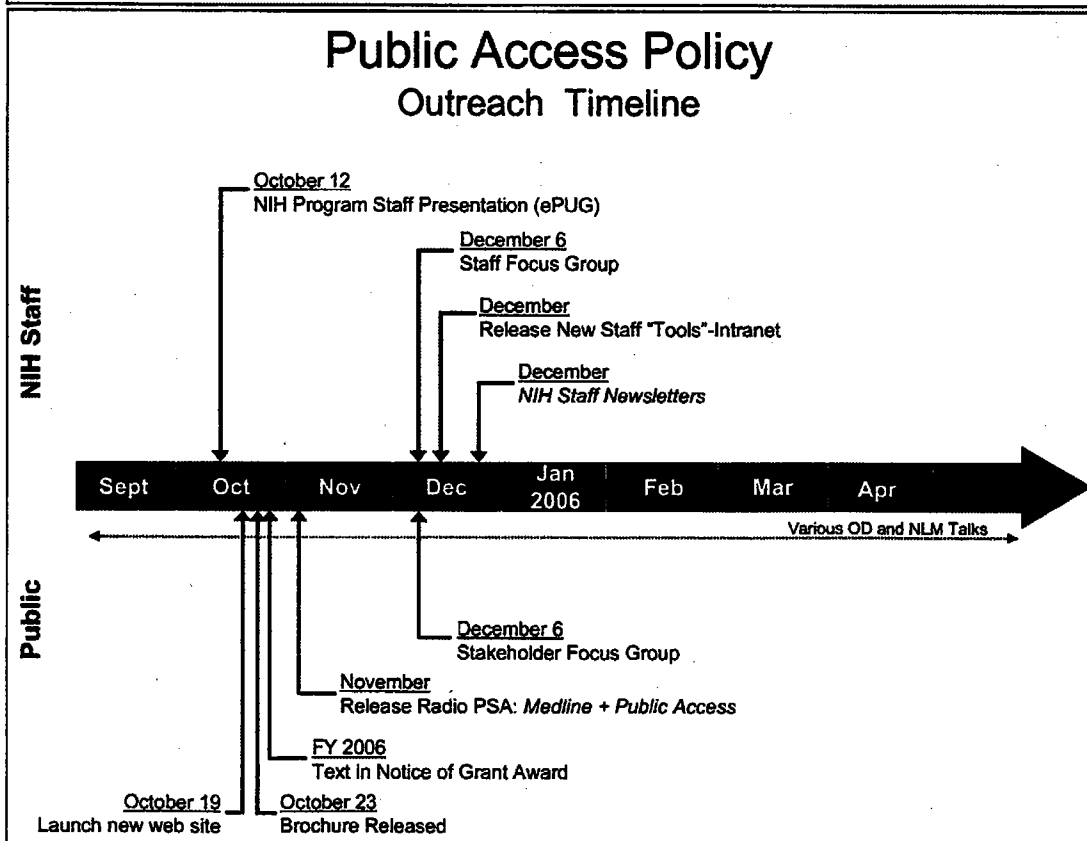 Public Access Policy
Outreach Timeline
NIH Staff
October 12
NIH Program Staff Presentation (ePUG)
December 6
Staff Focus Group
December
Release New Staff "Tools"-Intranet
December
NIH Staff Newsletters
Sept Oct Nov Dec Jan 2006 Feb Mar Apr
Various OD and NLM Talks
Public
December 6
Stakeholder Focus Group
November
Release Radio PSA: Medline + Public Access
FY 2006
Text in Notice of Grant Award
October 19
Launch new web site
October 23
Brochure Released